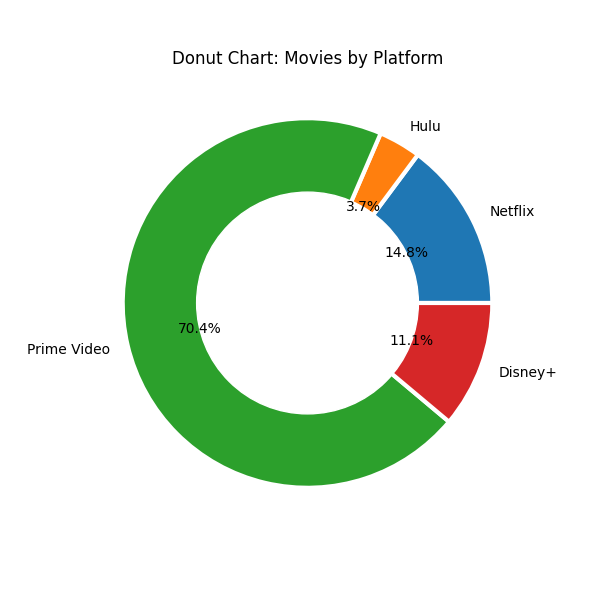 Donut Chart: Movies by Platform
Hulu
3.7%
Netflix
14.8%
70.4%
Prime Video
11.1%
Disney+